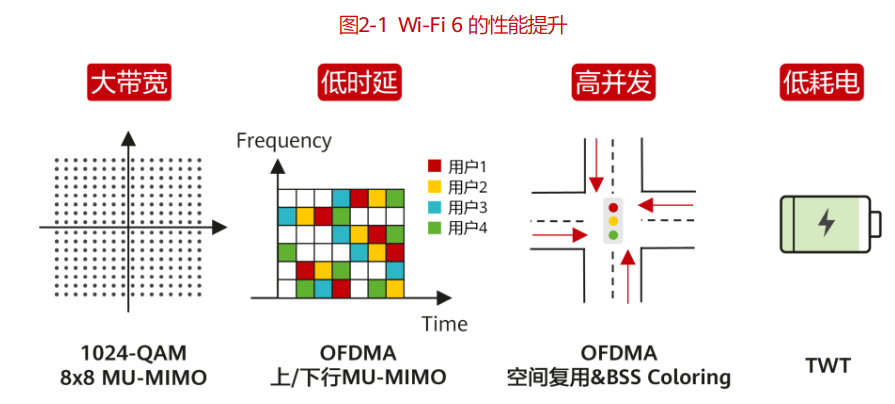 图2-1 Wi-Fi 6 的性能提升
大带宽
低时延
高并发
低耗电
Frequency
用户1
用户2
用户3
用户4
Time
1024-QAM
8x8 MU-MIMO
OFDMA
上/下行MU-MIMO
OFDMA
空间复用&BSS Coloring
TWT